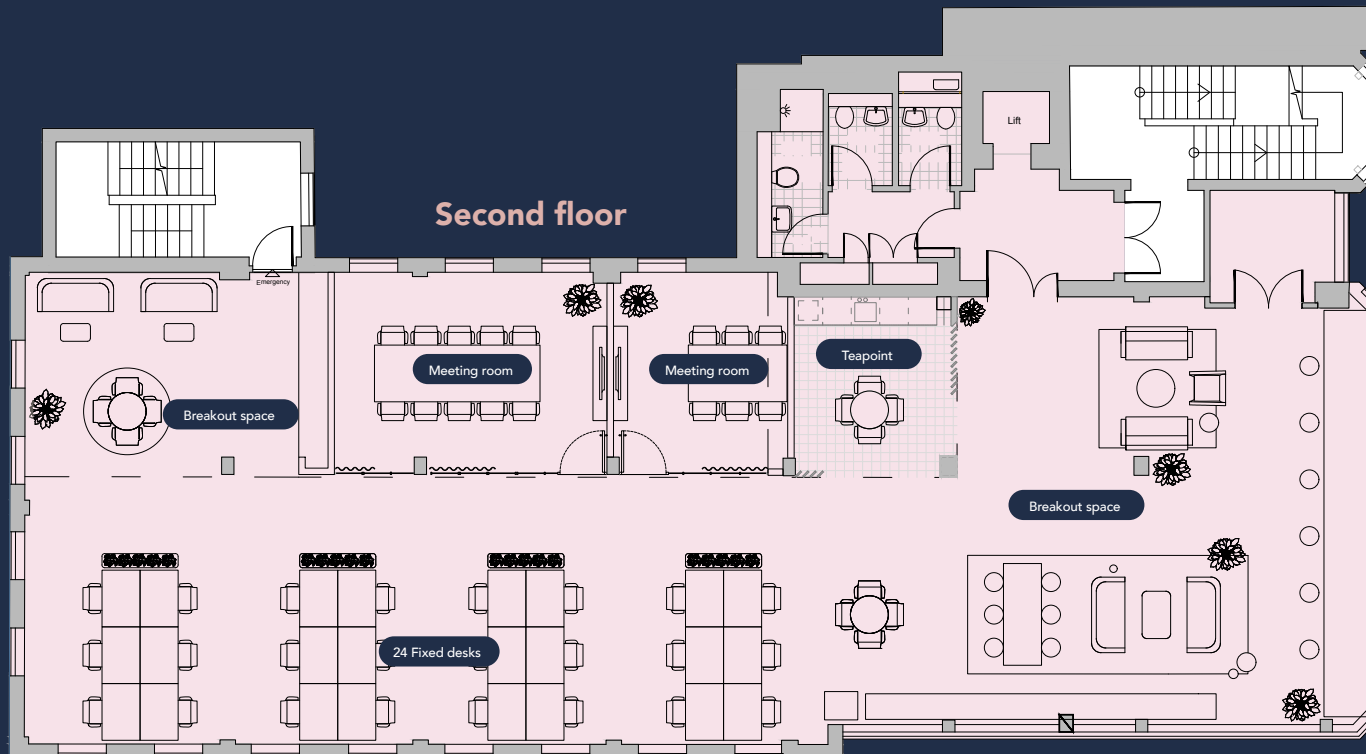 Lift
Second floor
Emergency
Teapoint
Meeting room
Meeting room
Breakout space
Breakout space
24 Fixed desks